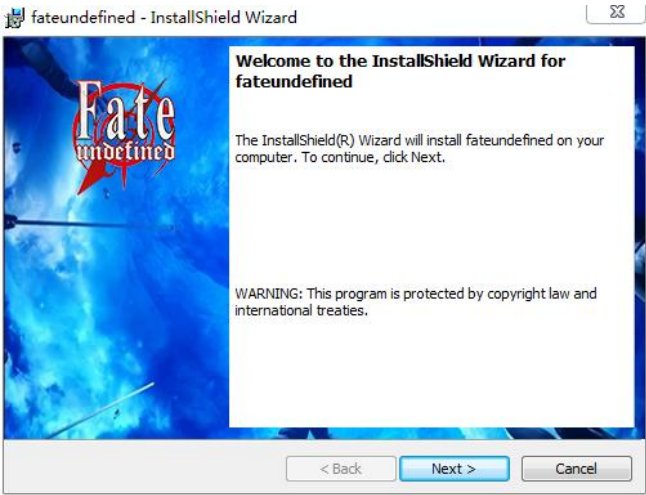 fateundefined - InstallShield Wizard
Fate
undefined
Welcome to the InstallShield Wizard for
fateundefined
The InstallShield(R) Wizard will install fateundefined on your
computer. To continue, click Next.
WARNING: This program is protected by copyright law and
international treaties.
< Back
Next >
Cancel